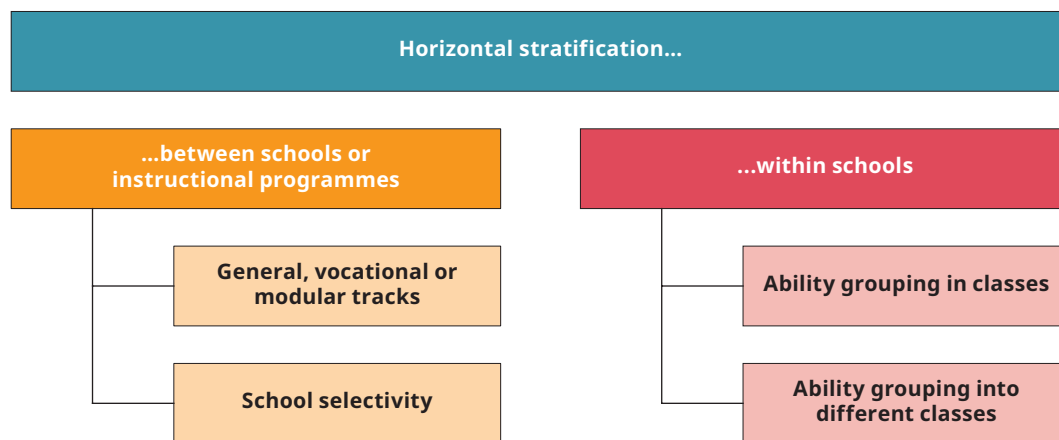 Horizontal stratification...
...between schools or
instructional programmes
General, vocational or
modular tracks
School selectivity
...within schools
Ability grouping in classes
Ability grouping into
different classes